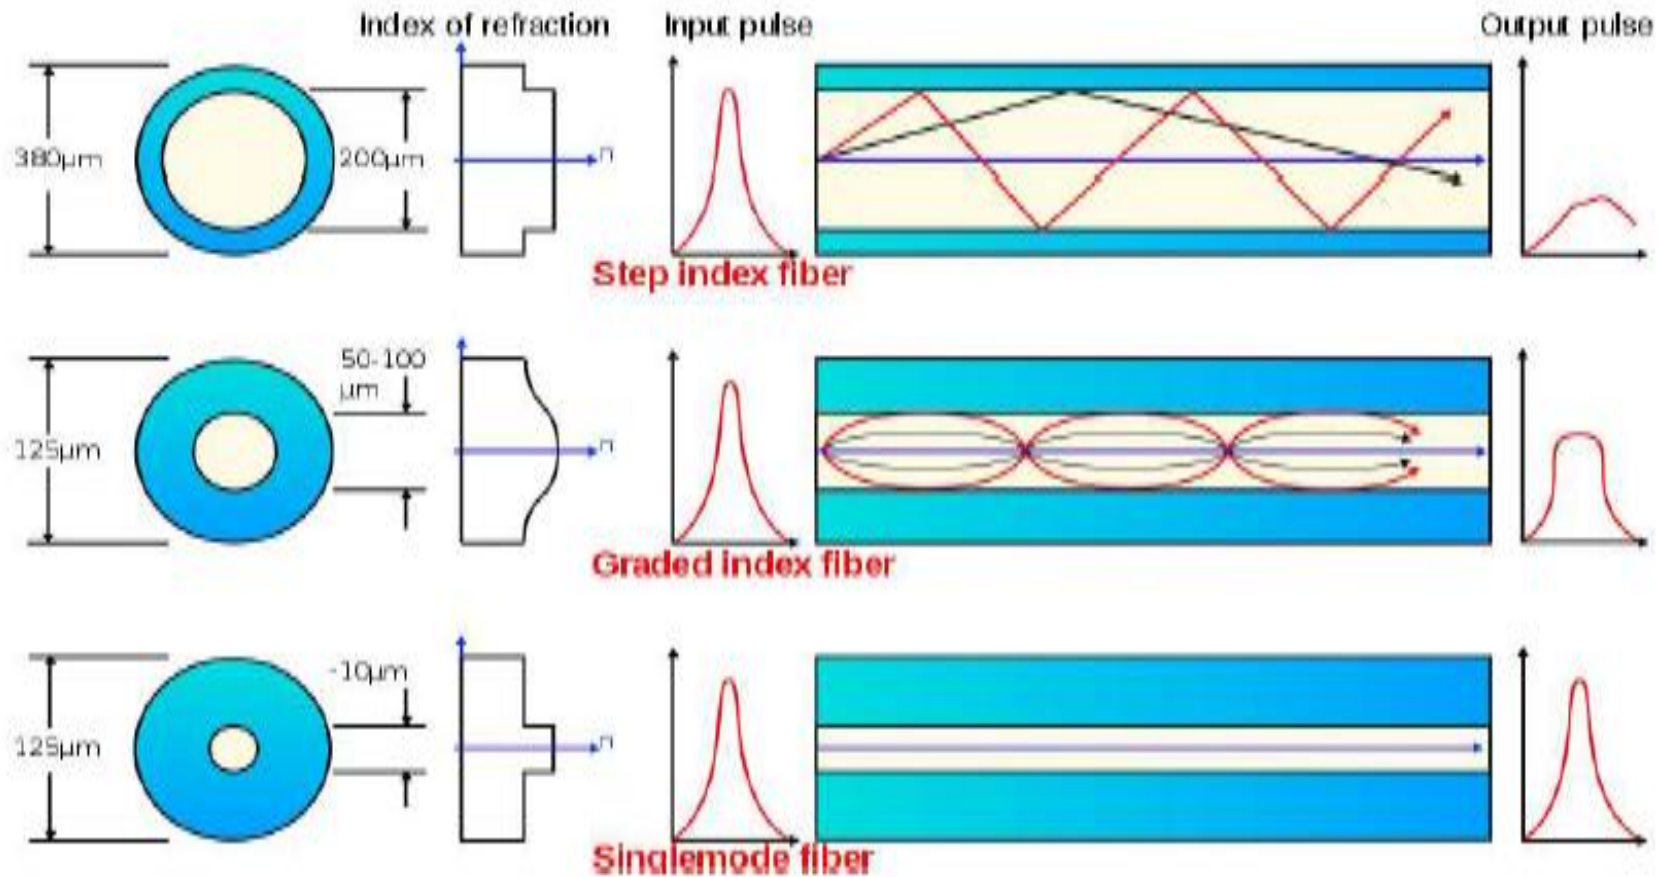 Index of refraction
Input pulse
Output pulse
380µm
200µm
n
Step index fiber
50-100
µm
125µm
n
Graded index fiber
-10µm
125µm
n
Singlemode fiber